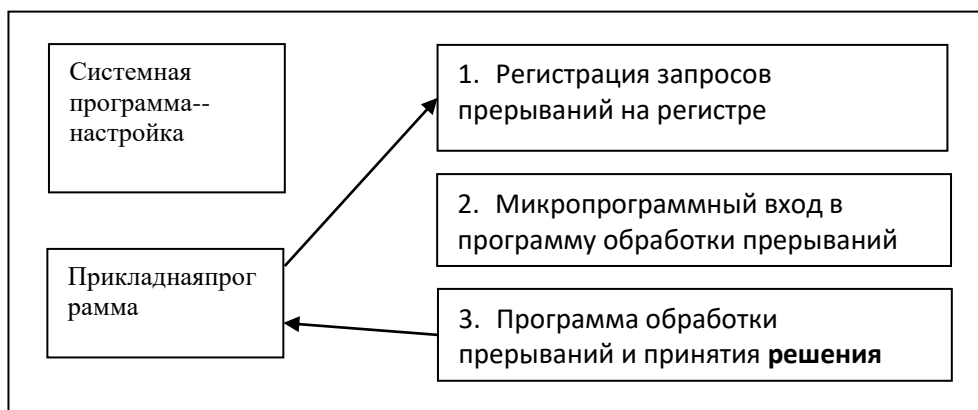 Системная
программа--
настройка
Прикладнаяпрог
рамма
1. Регистрация запросов
прерываний на регистре
2. Микропрограммный вход в
программу обработки прерываний
3. Программа обработки
прерываний и принятия решения